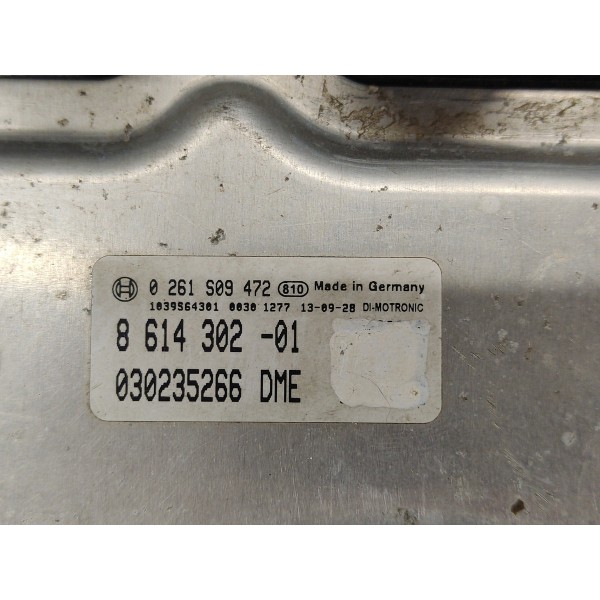 0 261 S09 472 810 Made in Germany
1039S64301 0030 1277 13-09-28 DI-MOTRONIC
8 614 302 -01
030235266 DME